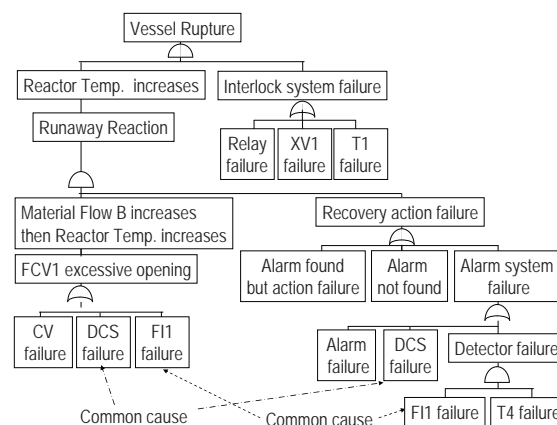 Vessel Rupture
Reactor Temp. increases
Interlock system failure
Runaway Reaction
Relay
failure
XV1
failure
T1
failure
Material Flow B increases
then Reactor Temp. increases
Recovery action failure
FCV1 excessive opening
Alarm found
but action failure
Alarm
not found
Alarm system
failure
CV
failure
DCS
failure
FI1
failure
Alarm
failure
DCS
failure
Detector failure
FI1 failure
T4 failure
Common cause
Common cause